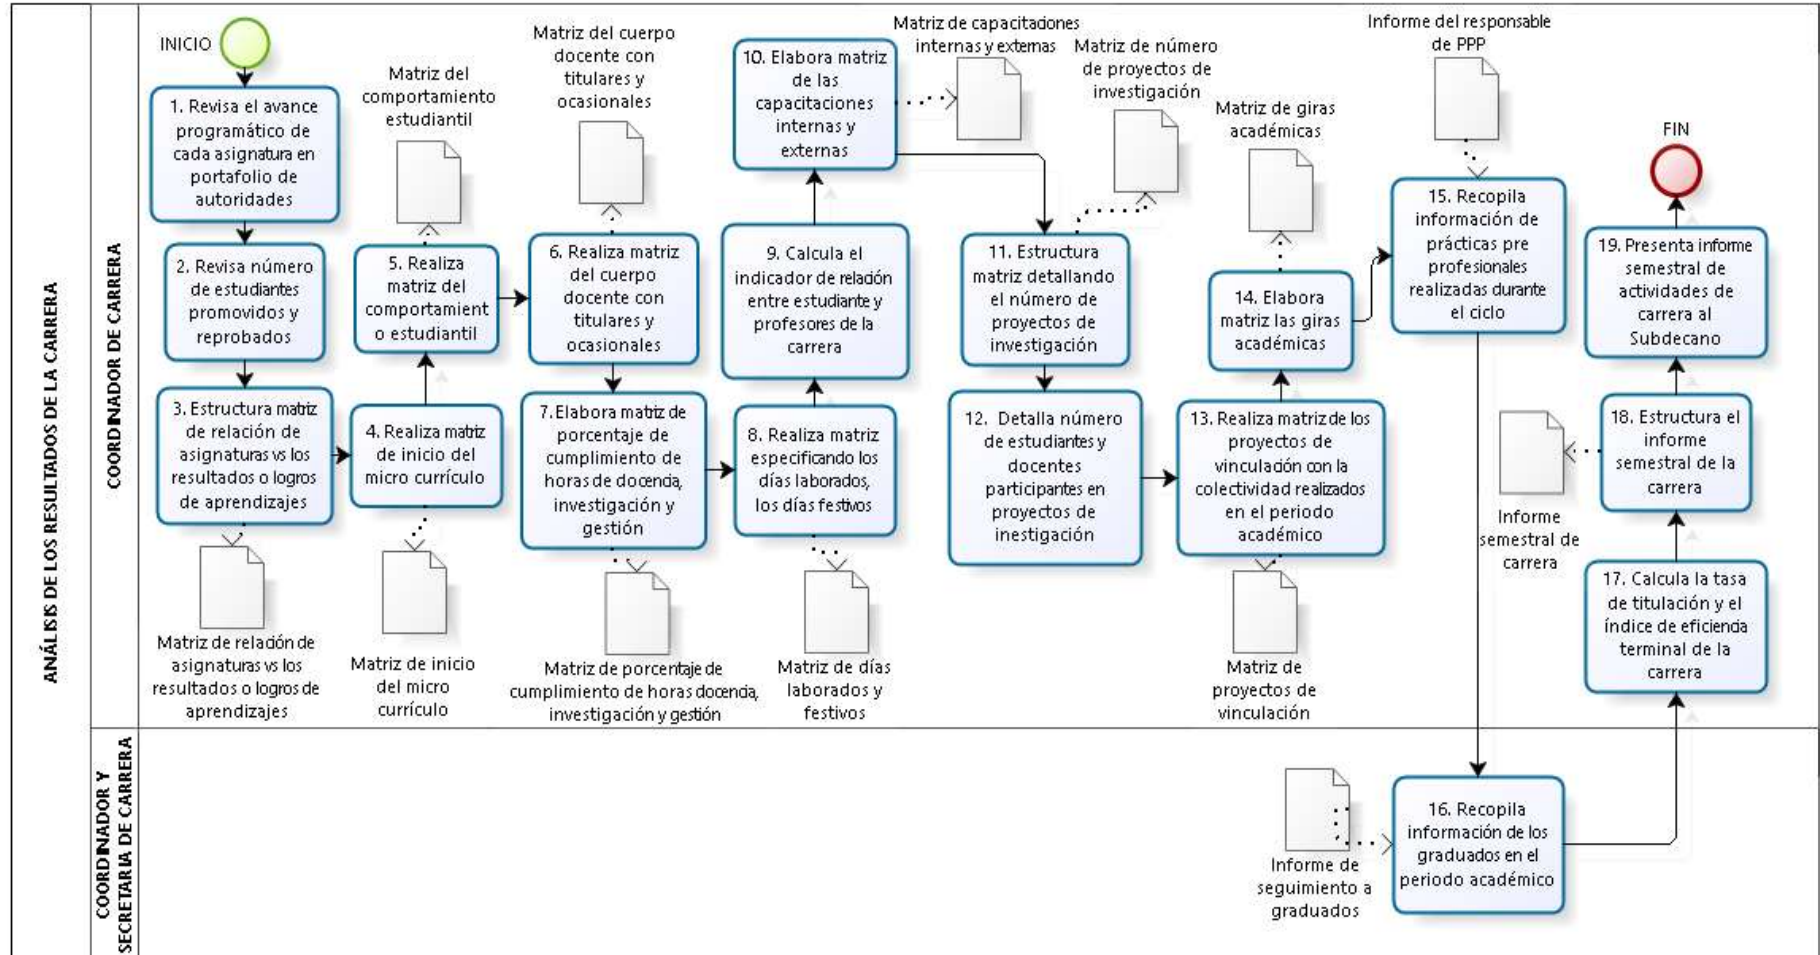 ANÁLISIS DE LOS RESULTADOS DE LA CARRERA
COORDINADOR DE CARRERA
INICIO
1. Revisa el avance
programático de
cada asignatura en
portafolio de
autoridades
2. Revisa número
de estudiantes
promovidos y
reprobados
3. Estructura matriz
de relación de
asignaturas vs los
resultados o logros
de aprendizajes
Matriz de relación de
asignaturas vs los
resultados o logros de
aprendizajes
4. Realiza matriz
de inicio del
micro currículo
Matriz de inicio
del micro
currículo
Matriz del
comportamiento
estudiantil
5. Realiza
matriz del
comportamient
o estudiantil
Matriz del cuerpo
docente con
titulares y
ocasionales
6. Realiza matriz
del cuerpo
docente con
titulares y
ocasionales
7. Elabora matriz de
porcentaje de
cumplimiento de
horas de docencia,
investigación y
gestión
Matriz de porcentaje de
cumplimiento de horas docencia,
investigación y gestión
8. Realiza matriz
especificando los
días laborados,
los días festivos
Matriz de días
laborados y
festivos
9. Calcula el
indicador de relación
entre estudiante y
profesores de la
carrera
10. Elabora matriz
de las
capacitaciones
internas y
externas
Matriz de capacitaciones
internas y externas
Matriz de número
de proyectos de
investigación
11. Estructura
matriz detallando
el número de
proyectos de
investigación
12. Detalla número
de estudiantes y
docentes
participantes en
proyectos de
inestigación
13. Realiza matriz de los
proyectos de
vinculación con la
colectividad realizados
en el periodo
académico
Matriz de
proyectos de
vinculación
Matriz de giras
académicas
14. Elabora
matriz las giras
académicas
Informe del responsable
de PPP
15. Recopila
información de
prácticas pre
profesionales
realizadas durante
el ciclo
COORDINADOR Y
SECRETARIA DE CARRERA
Informe de
seguimiento a
graduados
16. Recopila
información de los
graduados en el
periodo académico
17. Calcula la tasa
de titulación y el
índice de eficiencia
terminal de la
carrera
18. Estructura el
informe
semestral de la
carrera
Informe
semestral de
carrera
19. Presenta informe
semestral de
actividades de
carrera al
Subdecano
FIN